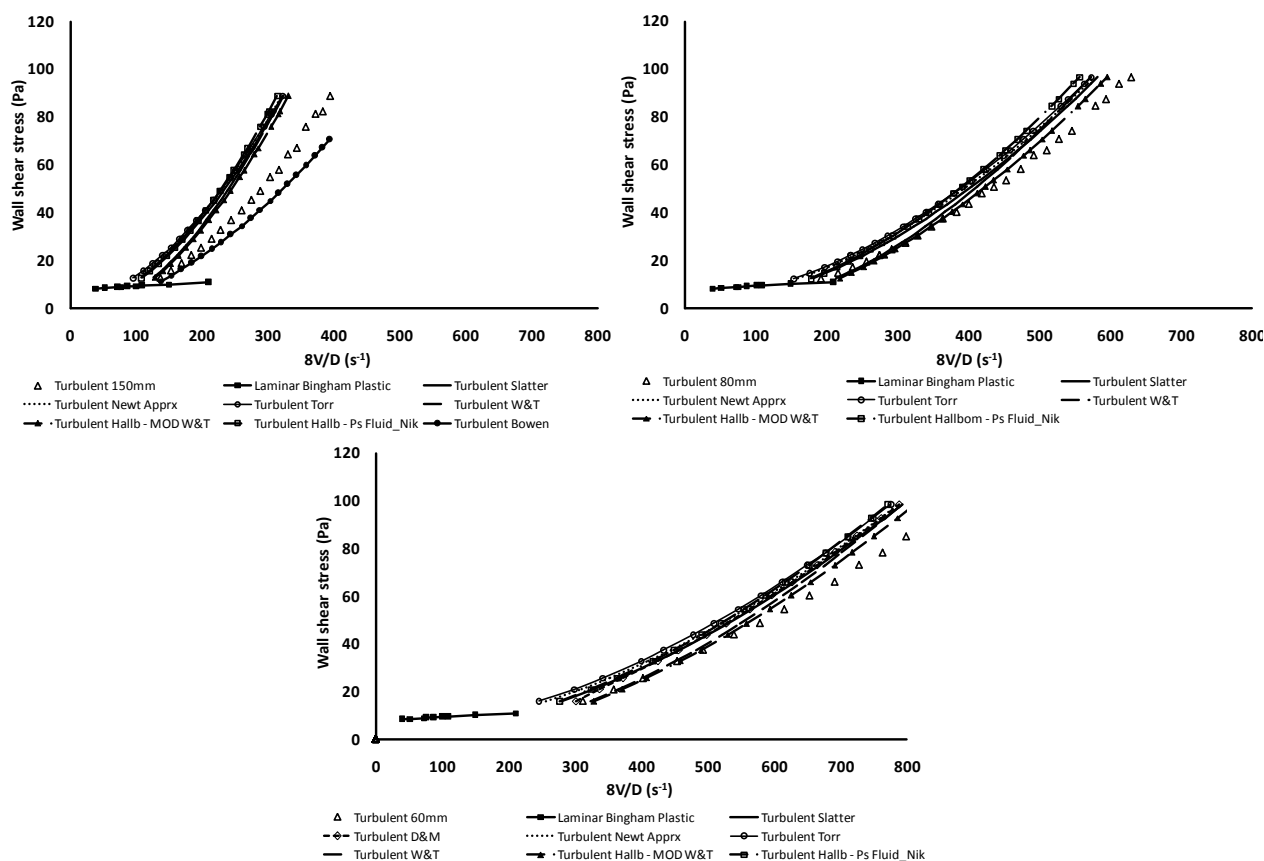 120
100
80
60
40
20
0
Wall shear stress (Pa)
0 100 200 300 400 500 600 700 800
8V/D (s-1)
Turbulent 150mm Laminar Bingham Plastic Turbulent Slatter
Turbulent Newt Apprx Turbulent Torr Turbulent W&T
Turbulent Hallb - MOD W&T Turbulent Hallb - Ps Fluid_Nik Turbulent Bowen
120
100
80
60
40
20
0
Wall shear stress (Pa)
0 100 200 300 400 500 600 700 800
8V/D (s-1)
Turbulent 80mm Laminar Bingham Plastic Turbulent Slatter
Turbulent Newt Apprx Turbulent Torr Turbulent W&T
Turbulent Hallb - MOD W&T Turbulent Hallbom - Ps Fluid_Nik
120
100
80
60
40
20
0
Wall shear stress (Pa)
0 100 200 300 400 500 600 700 800
8V/D (s-1)
Turbulent 60mm Laminar Bingham Plastic Turbulent Slatter
Turbulent D&M Turbulent Newt Apprx Turbulent Torr
Turbulent W&T Turbulent Hallb - MOD W&T Turbulent Hallb - Ps Fluid_Nik